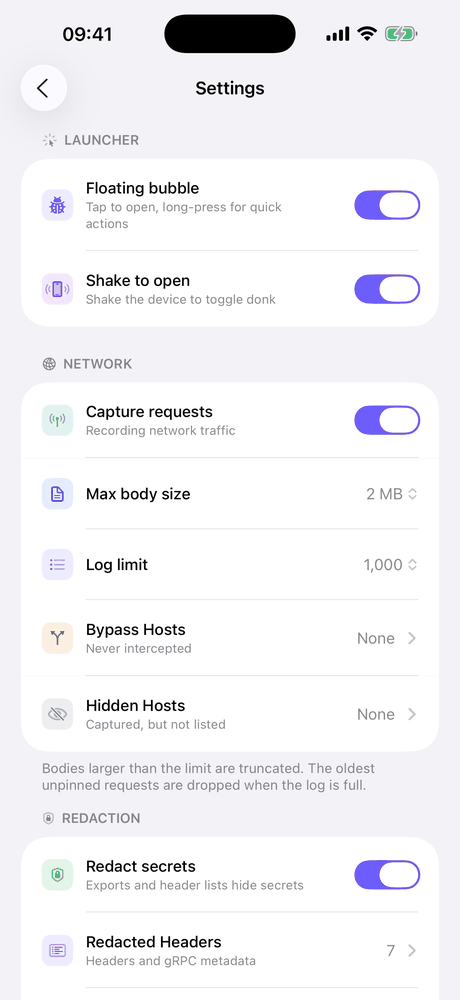 09:41
Settings
LAUNCHER
Floating bubble
Tap to open, long-press for quick
actions
Shake to open
Shake the device to toggle donk
NETWORK
Capture requests
Recording network traffic
Max body size
2 MB
Log limit
1,000
Bypass Hosts
Never intercepted
None
Hidden Hosts
Captured, but not listed
None
Bodies larger than the limit are truncated. The oldest
unpinned requests are dropped when the log is full.
REDACTION
Redact secrets
Exports and header lists hide secrets
Redacted Headers
Headers and gRPC metadata
7